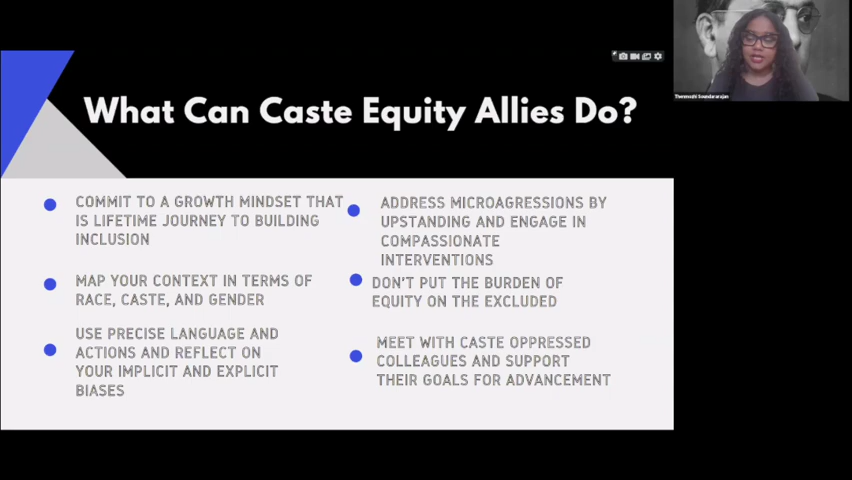 What Can Caste Equity Allies Do?
COMMIT TO A GROWTH MINDSET THAT
IS LIFETIME JOURNEY TO BUILDING
INCLUSION
MAP YOUR CONTEXT IN TERMS OF
RACE, CASTE, AND GENDER
USE PRECISE LANGUAGE AND
ACTIONS AND REFLECT ON
YOUR IMPLICIT AND EXPLICIT
BIASES
ADDRESS MICROAGRESSIONS BY
UPSTANDING AND ENGAGE IN
COMPASSIONATE
INTERVENTIONS
DON'T PUT THE BURDEN OF
EQUITY ON THE EXCLUDED
MEET WITH CASTE OPPRESSED
COLLEAGUES AND SUPPORT
THEIR GOALS FOR ADVANCEMENT
Thenmozhi Soundararajan